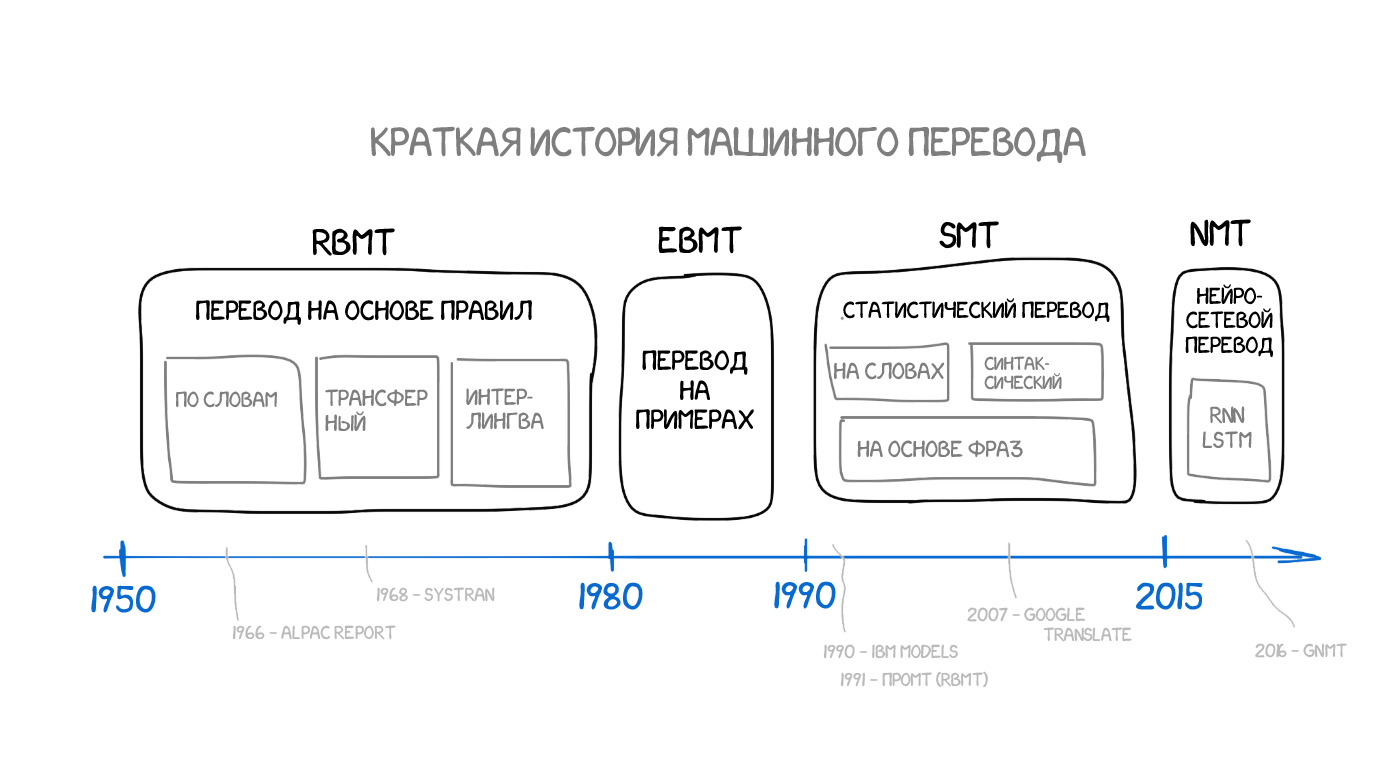 КРАТКАЯ ИСТОРИЯ МАШИННОГО ПЕРЕВОДА
RBMT
ПЕРЕВОД НА ОСНОВЕ ПРАВИЛ
ПО СЛОВАМ
ТРАНСФЕР
НЫЙ
ИНТЕР-
ЛИНГВА
EBMT
ПЕРЕВОД
НА
ПРИМЕРАХ
SMT
СТАТИСТИЧЕСКИЙ ПЕРЕВОД
НА СЛОВАХ
СИНТАК-
СИЧЕСКИЙ
НА ОСНОВЕ ФРАЗ
NMT
НЕЙРО-
СЕТЕВОЙ
ПЕРЕВОД
RNN
LSTM
1950
1980
1990
2015
1966 - ALPAC REPORT
1968 - SYSTRAN
1990 - IBM MODELS
1991 - ПРОМТ (RBMT)
2007 - GOOGLE
TRANSLATE
2016 - GNMT